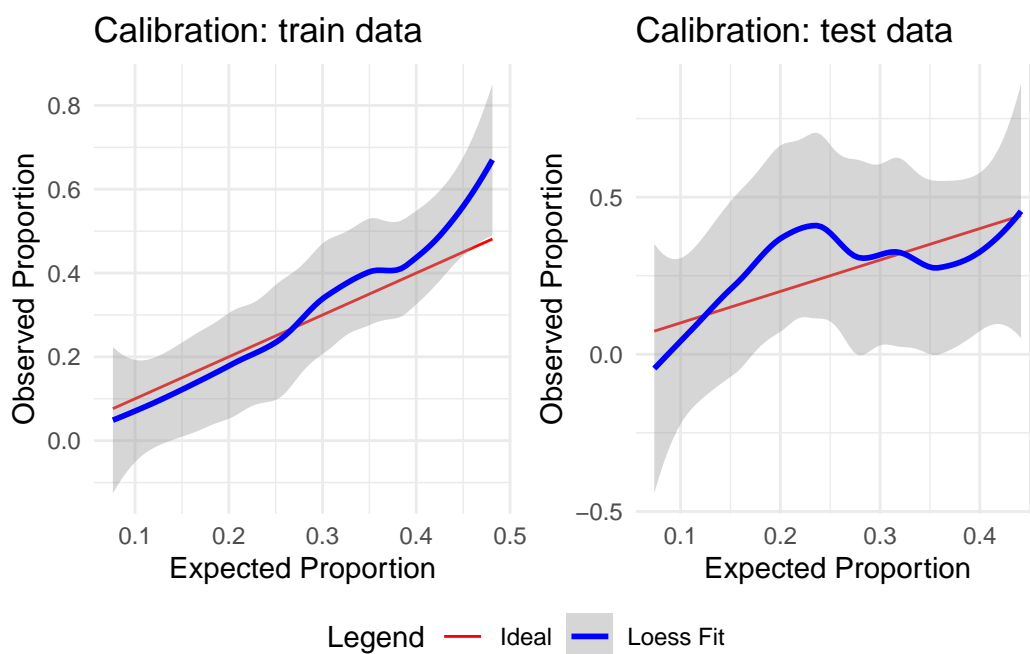 Calibration: train data
Calibration: test data
Observed Proportion
0.8
0.6
0.4
0.2
0.0
0.1 0.2 0.3 0.4 0.5
Expected Proportion
Observed Proportion
0.5
0.0
−0.5
0.1 0.2 0.3 0.4
Expected Proportion
Legend Ideal Loess Fit